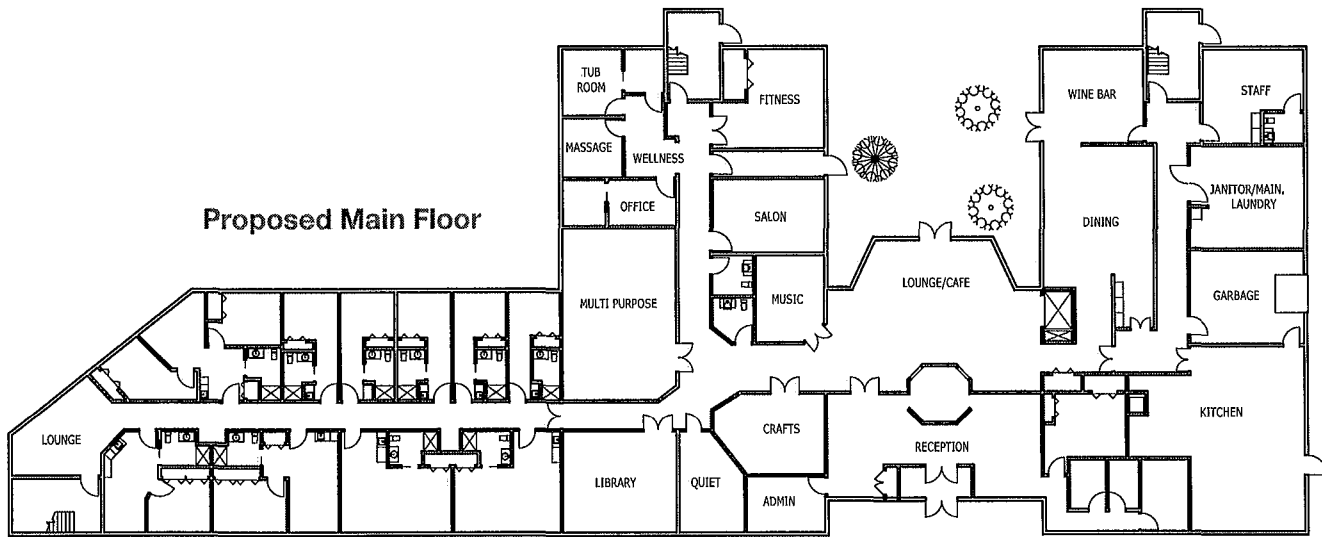 TUB
ROOM
FITNESS
WINE BAR
STAFF
MASSAGE
WELLNESS
JANITOR/MAIN.
LAUNDRY
OFFICE
Proposed Main Floor
SALON
DINING
MULTI PURPOSE
MUSIC
LOUNGE/CAFE
GARBAGE
LOUNGE
CRAFTS
KITCHEN
RECEPTION
LIBRARY
QUIET
ADMIN